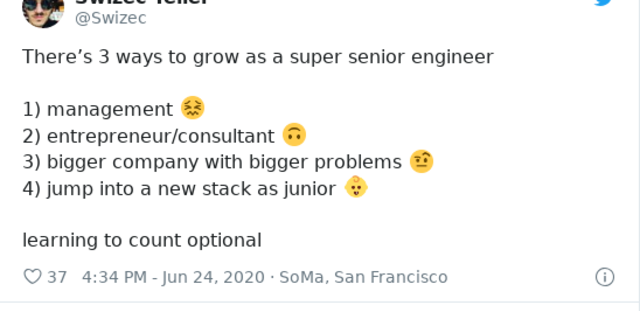 Swizec Teller
@Swizec
There’s 3 ways to grow as a super senior engineer
1) management 😖
2) entrepreneur/consultant 🙃
3) bigger company with bigger problems 🤨
4) jump into a new stack as junior 👶
learning to count optional
37 4:34 PM - Jun 24, 2020 · SoMa, San Francisco